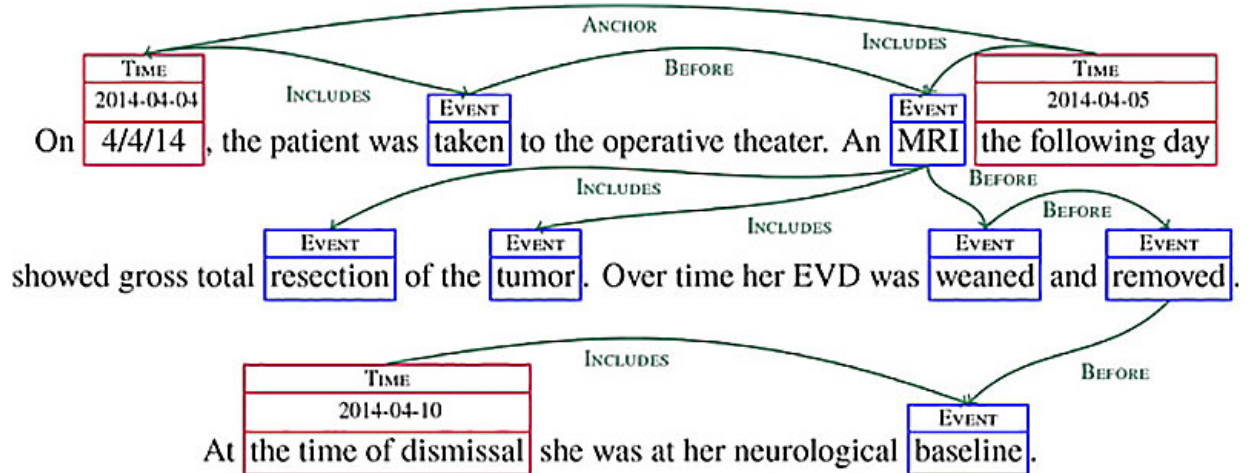 ANCHOR
INCLUDES
TIME
BEFORE
TIME
2014-04-04
INCLUDES
EVENT
EVENT
2014-04-05
On 4/4/14, the patient was taken to the operative theater. An MRI the following day
INCLUDES
BEFORE
INCLUDES
BEFORE
EVENT
EVENT
EVENT
EVENT
showed gross total resection of the tumor. Over time her EVD was weaned and removed.
INCLUDES
TIME
BEFORE
2014-04-10
EVENT
At the time of dismissal she was at her neurological baseline.